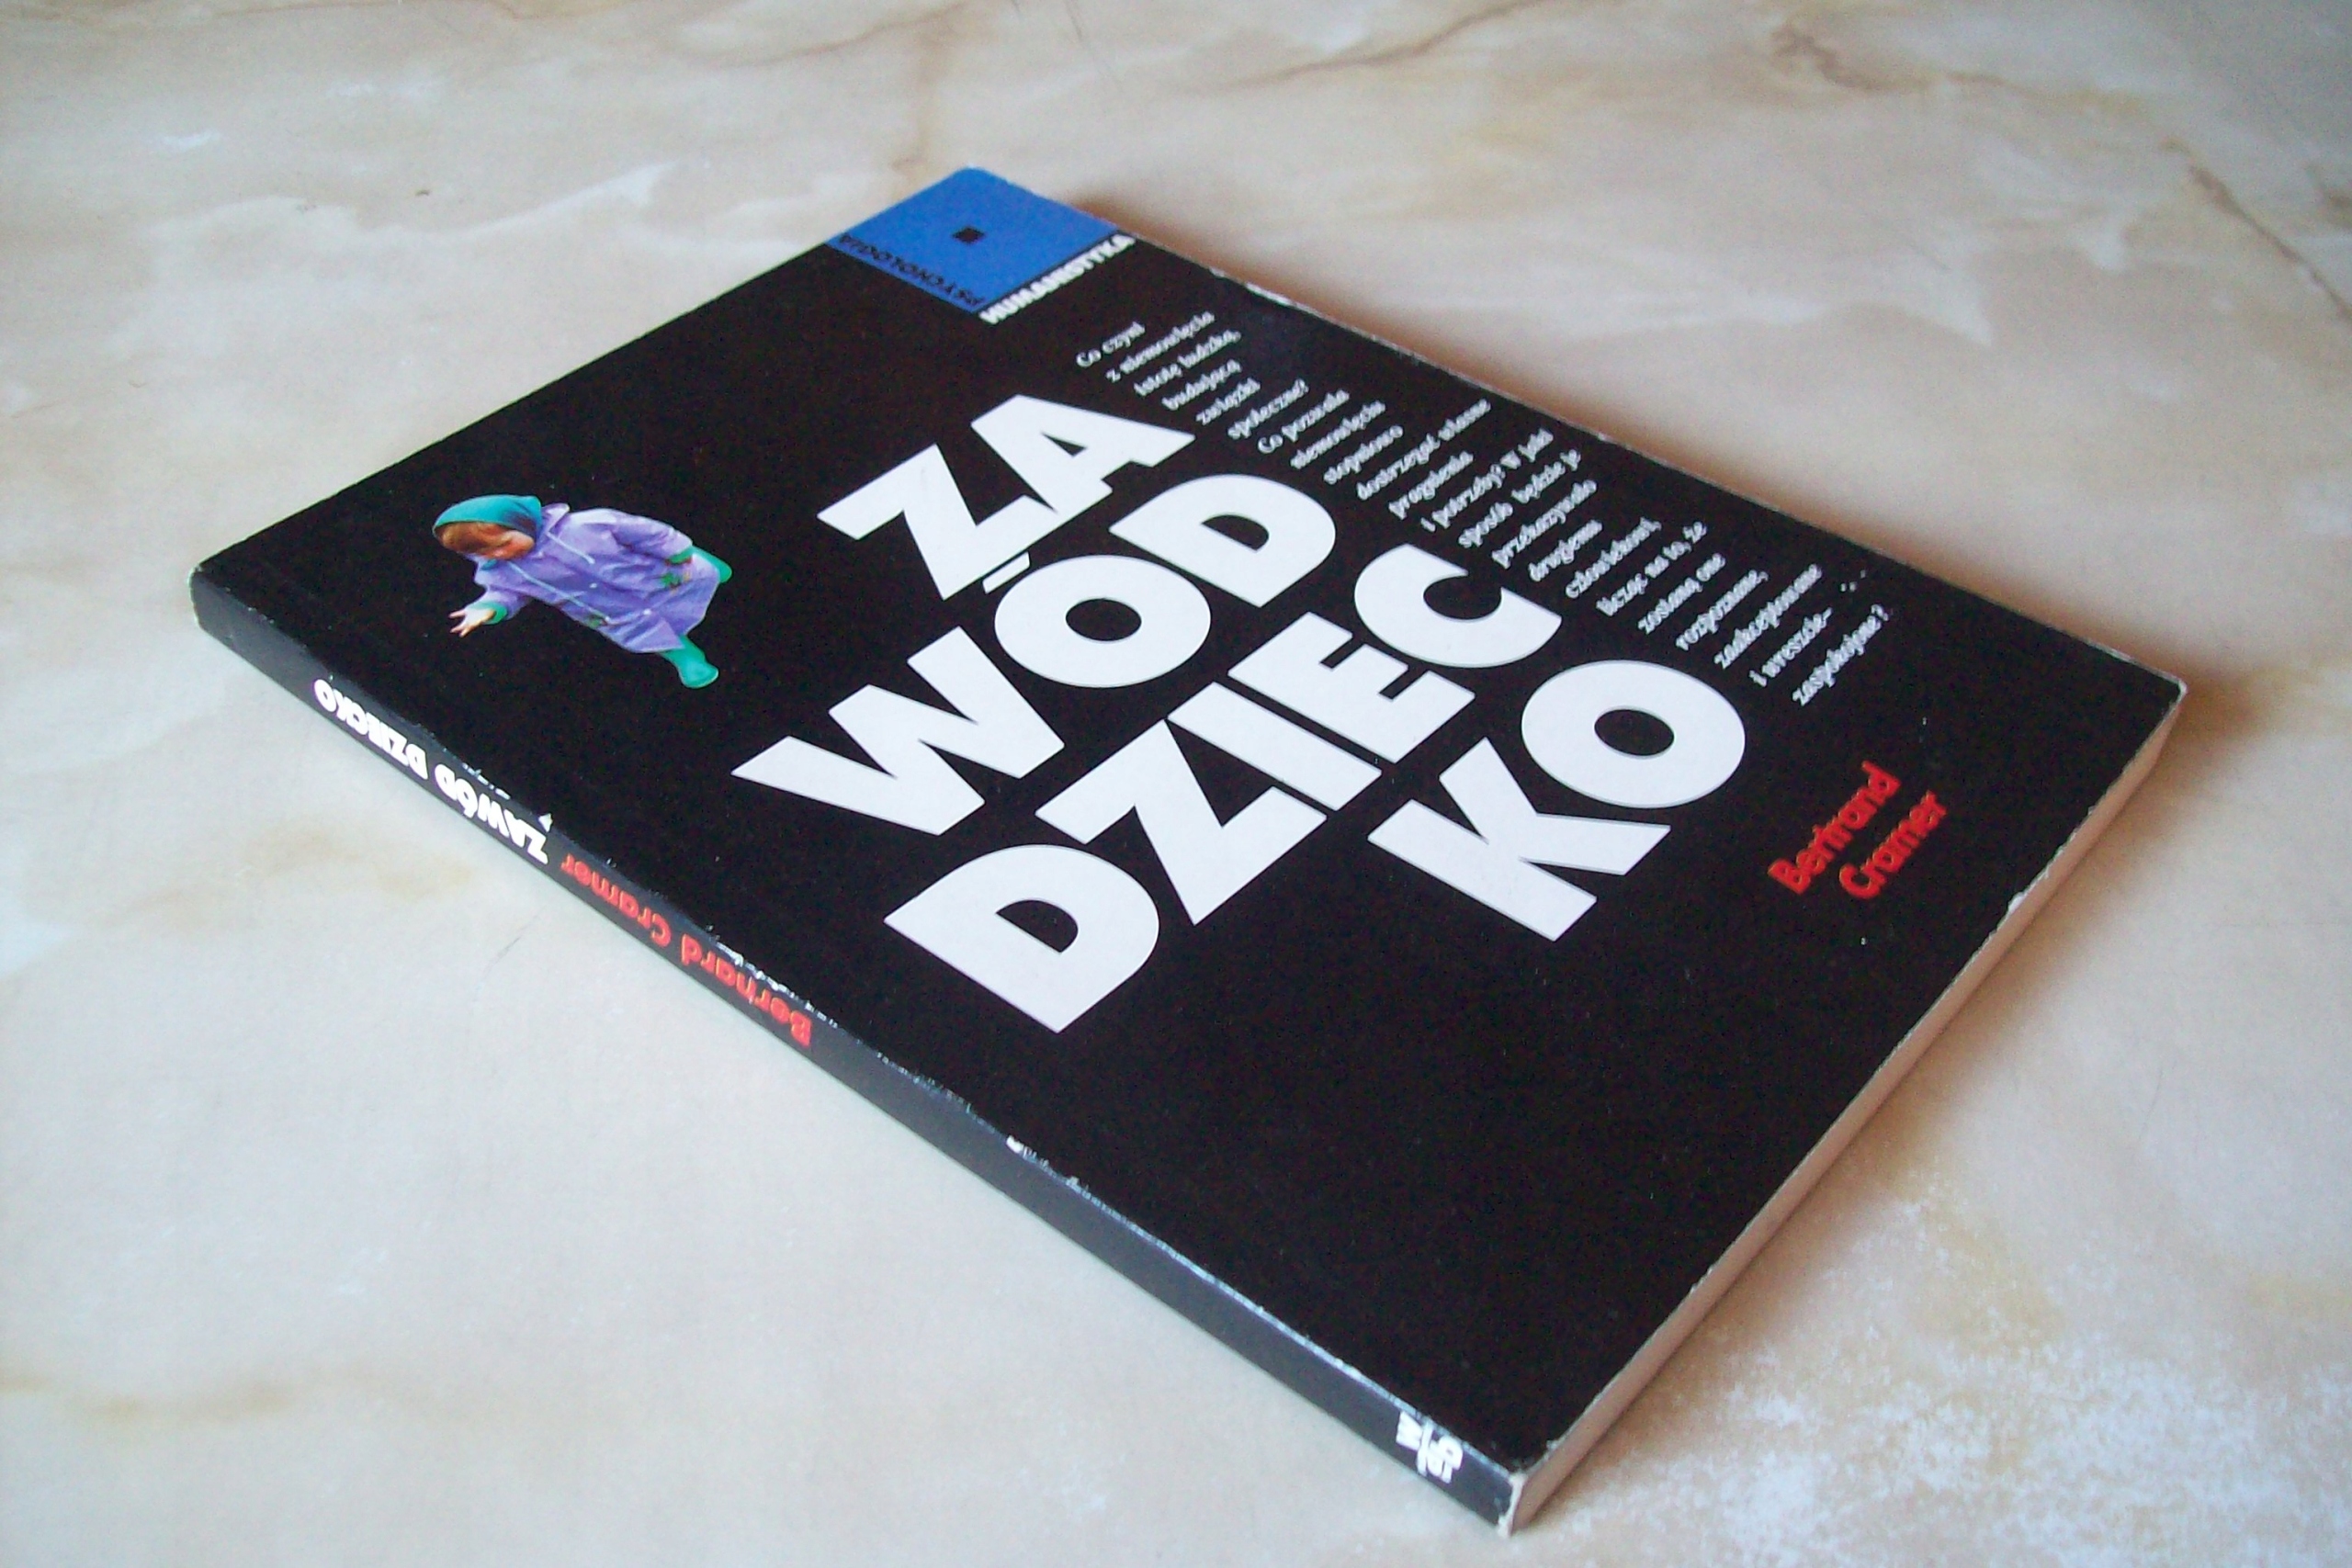 PSYCHOLOGIA
HUMANISTYKA
Co czyni
z niemowlęcia
istotę ludzką,
budującą
związki
społeczne?
Co pozwala
niemowlęciu
stopniowo
dostrzegać własne
pragnienia
i potrzeby? W jaki
sposób będzie je
przekazywało
drugiemu
człowiekowi,
licząc na to, że
zostaną one
rozpoznane,
zaakceptowane
i wreszcie-
zaspokojone?
ZA
WÓD
DZIEC
KO
Bertrand
Cramer
Bernard Cramer ZAWÓD DZIECKO